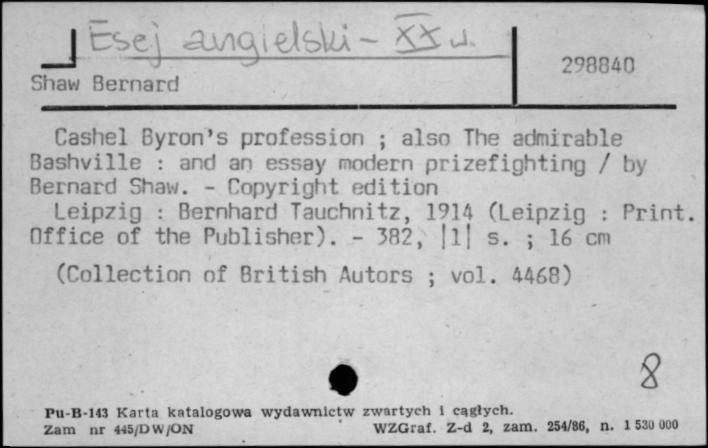 Esej angielski - XX w.
298840
Shaw Bernard
Cashel Byron's profession ; also The admirable
Bashville : and an essay modern prizefighting / by
Bernard Shaw. - Copyright edition
Leipzig : Bernhard Tauchnitz, 1914 (Leipzig : Print.
Office of the Publisher). - 382, |1| s. ; 16 cm
(Collection of British Autors ; vol. 4468)
8
Pu-B-143 Karta katalogowa wydawnictw zwartych i cągłych.
Zam nr 445/DW/ON WZGraf. Z-d 2, zam. 254/86, n. 1 530 000